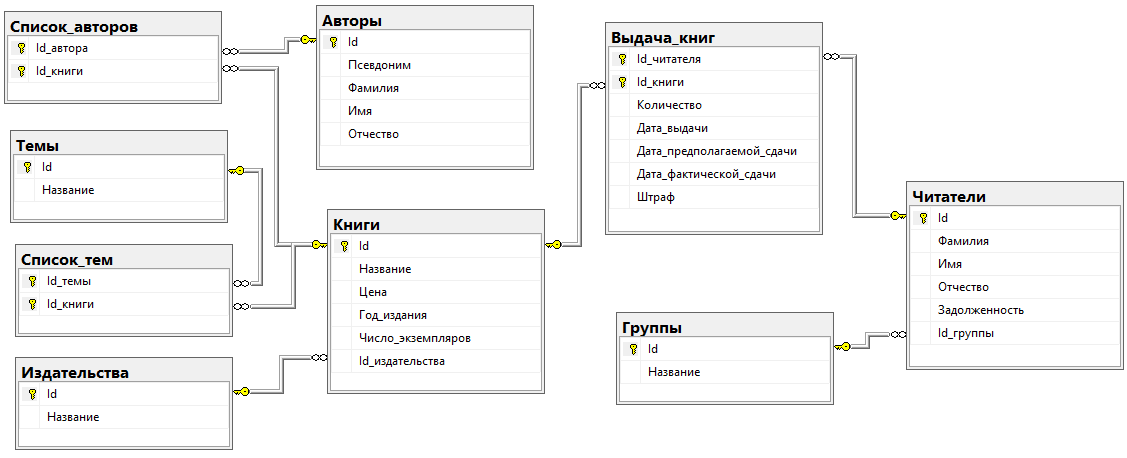 Список_авторов
Id_автора
Id_книги
Авторы
Id
Псевдоним
Фамилия
Имя
Отчество
Выдача_книг
Id_читателя
Id_книги
Количество
Дата_выдачи
Дата_предполагаемой_сдачи
Дата_фактической_сдачи
Штраф
Темы
Id
Название
Читатели
Id
Фамилия
Имя
Отчество
Задолженность
Id_группы
Книги
Id
Название
Цена
Год_издания
Число_экземпляров
Id_издательства
Список_тем
Id_темы
Id_книги
Группы
Id
Название
Издательства
Id
Название